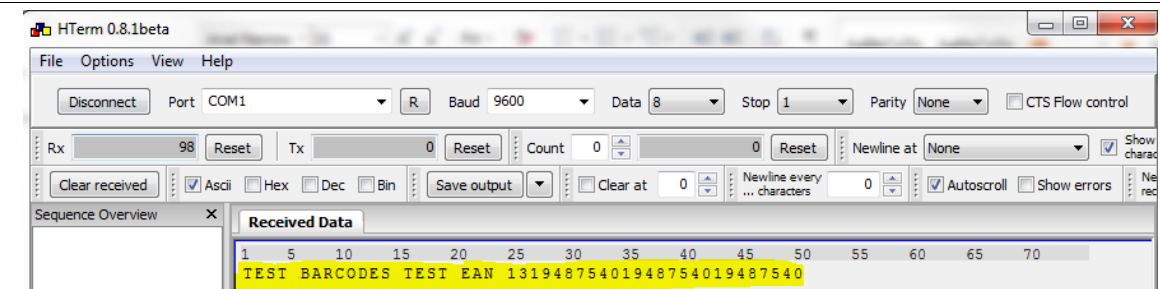 HTerm 0.8.1beta
File Options View Help
Disconnect Port COM1 R Baud 9600 Data 8 Stop 1 Parity None CTS Flow control
Rx 98 Reset Tx 0 Reset Count 0 0 Reset Newline at None Show
charac
Clear received Ascii Hex Dec Bin Save output Clear at 0 Newline every
... characters 0 Autoscroll Show errors Ne
rec
Sequence Overview X Received Data
1 5 10 15 20 25 30 35 40 45 50 55 60 65 70
TEST BARCODES TEST EAN 13194875401948754019487540